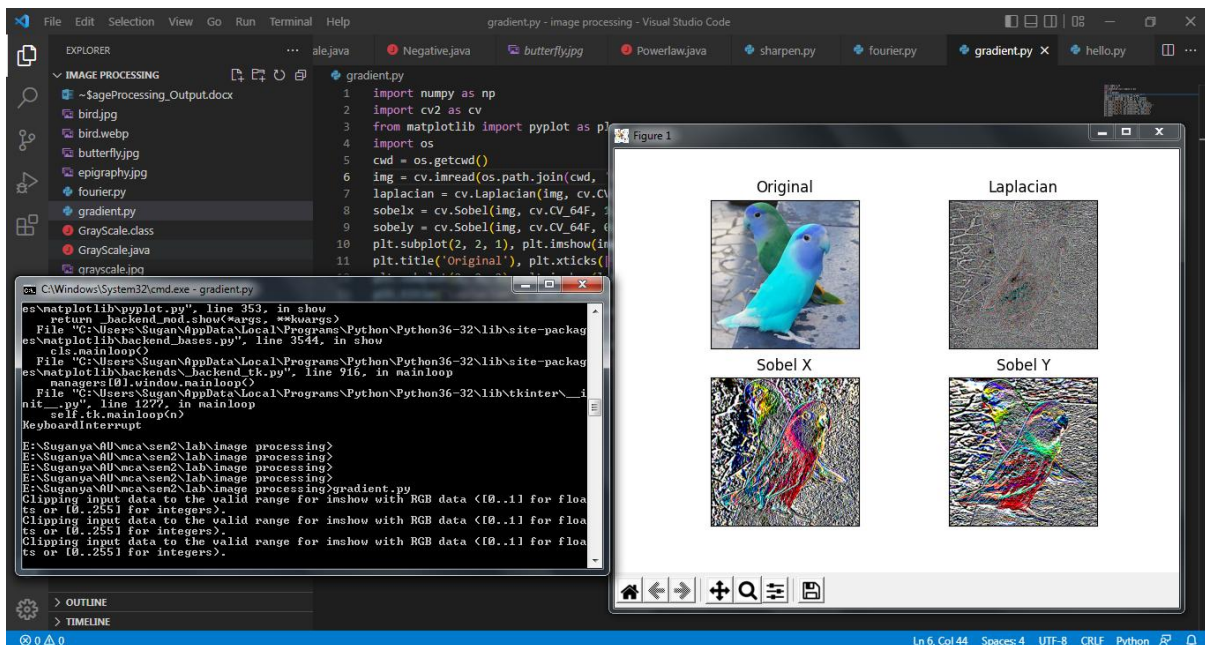 File Edit Selection View Go Run Terminal Help
gradient.py - image processing - Visual Studio Code
EXPLORER
ale.java
Negative.java
butterfly.jpg
Powerlaw.java
sharpen.py
fourier.py
gradient.py
hello.py
IMAGE PROCESSING
~$ageProcessing_Output.docx
bird.jpg
bird.webp
butterfly.jpg
epigraphy.jpg
fourier.py
gradient.py
GrayScale.class
GrayScale.java
grayscale.jpg
gradient.py
1 import numpy as np
2 import cv2 as cv
3 from matplotlib import pyplot as pl
4 import os
5 cwd = os.getcwd()
6 img = cv.imread(os.path.join(cwd,
7 laplacian = cv.Laplacian(img, cv.CV
8 sobelx = cv.Sobel(img, cv.CV_64F, 1
9 sobely = cv.Sobel(img, cv.CV_64F,
10 plt.subplot(2, 2, 1), plt.imshow(im
11 plt.title('Original'), plt.xticks([
C:\Windows\System32\cmd.exe - gradient.py
es\matplotlib\pyplot.py", line 353, in show
return _backend_mod.show(*args, **kwargs)
File "C:\Users\Sugan\AppData\Local\Programs\Python\Python36-32\lib\site-packag
es\matplotlib\backend_bases.py", line 3544, in show
cls.mainloop()
File "C:\Users\Sugan\AppData\Local\Programs\Python\Python36-32\lib\site-packag
es\matplotlib\backends\_backend_tk.py", line 916, in mainloop
managers[0].window.mainloop()
File "C:\Users\Sugan\AppData\Local\Programs\Python\Python36-32\lib\tkinter\__i
nit__.py", line 1277, in mainloop
self.tk.mainloop(n)
KeyboardInterrupt
E:\Suganya\AU\mca\sem2\lab\image processing>
E:\Suganya\AU\mca\sem2\lab\image processing>
E:\Suganya\AU\mca\sem2\lab\image processing>
E:\Suganya\AU\mca\sem2\lab\image processing>
E:\Suganya\AU\mca\sem2\lab\image processing>gradient.py
Clipping input data to the valid range for imshow with RGB data ([0..1] for floa
ts or [0..255] for integers).
Clipping input data to the valid range for imshow with RGB data ([0..1] for floa
ts or [0..255] for integers).
Clipping input data to the valid range for imshow with RGB data ([0..1] for floa
ts or [0..255] for integers).
Figure 1
Original
Laplacian
Sobel X
Sobel Y
OUTLINE
TIMELINE
0 0
Ln 6, Col 44 Spaces: 4 UTF-8 CRLF Python